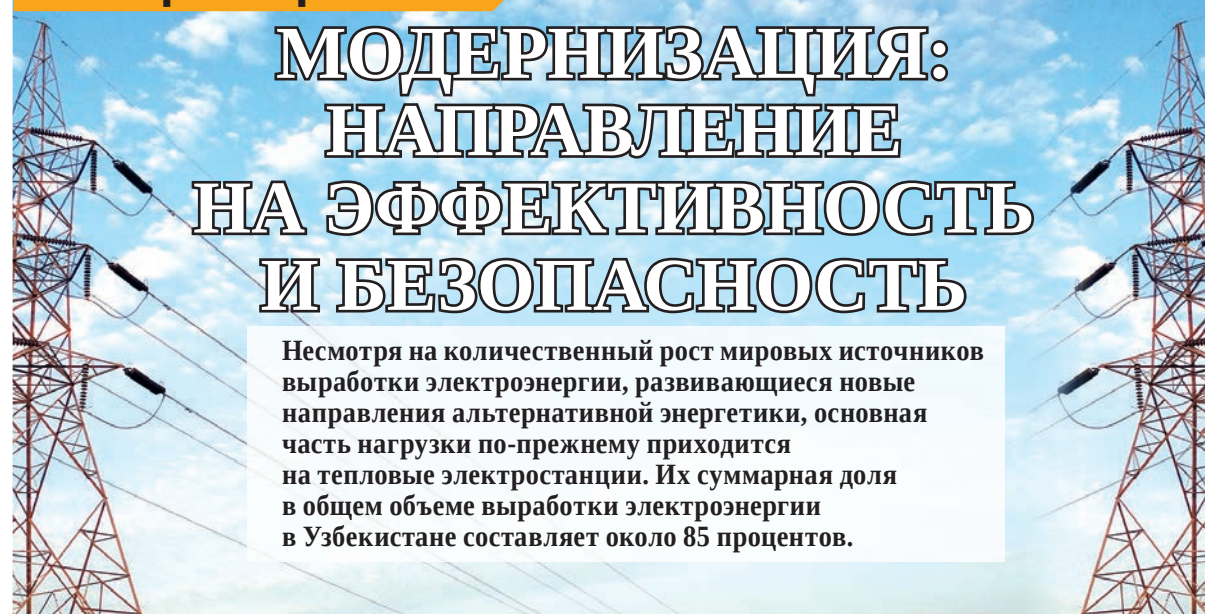 МОДЕРНИЗАЦИЯ:
НАПРАВЛЕНИЕ
НА ЭФФЕКТИВНОСТЬ
И БЕЗОПАСНОСТЬ
Несмотря на количественный рост мировых источников
выработки электроэнергии, развивающиеся новые
направления альтернативной энергетики, основная
часть нагрузки по-прежнему приходится
на тепловые электростанции. Их суммарная доля
в общем объеме выработки электроэнергии
в Узбекистане составляет около 85 процентов.